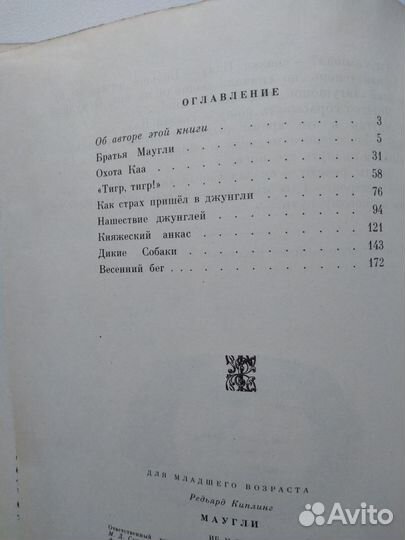 ОГЛАВЛЕНИЕ
Об авторе этой книги . . . . . . . . . 3
Братья Маугли . . . . . . . . . . 5
Охота Каа . . . . . . . . . . . 31
«Тигр, тигр!» . . . . . . . . . . 58
Как страх пришёл в джунгли . . . . . . 76
Нашествие джунглей . . . . . . . . 94
Княжеский анкас . . . . . . . . . 121
Дикие Собаки . . . . . . . . . . 143
Весенний бег . . . . . . . . . . 172
ДЛЯ МЛАДШЕГО ВОЗРАСТА
Редьярд Киплинг
МАУГЛИ
Ответственный
Avito